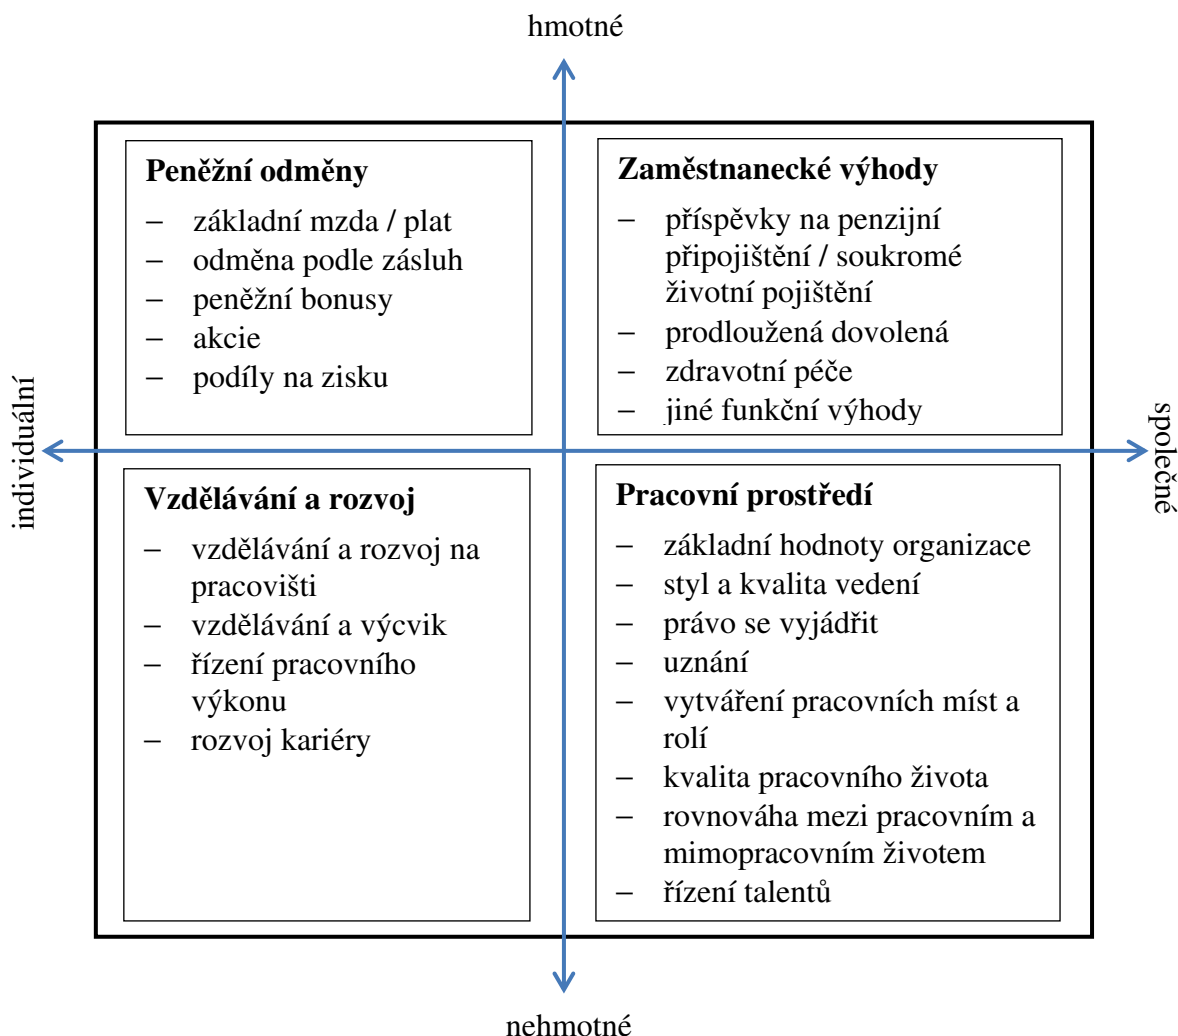 hmotné
Peněžní odměny
– základní mzda / plat
– odměna podle zásluh
– peněžní bonusy
– akcie
– podíly na zisku
Zaměstnanecké výhody
– příspěvky na penzijní
připojištění / soukromé
životní pojištění
– prodloužená dovolená
– zdravotní péče
– jiné funkční výhody
individuální
společné
Vzdělávání a rozvoj
– vzdělávání a rozvoj na
pracovišti
– vzdělávání a výcvik
– řízení pracovního
výkonu
– rozvoj kariéry
Pracovní prostředí
– základní hodnoty organizace
– styl a kvalita vedení
– právo se vyjádřit
– uznání
– vytváření pracovních míst a
rolí
– kvalita pracovního života
– rovnováha mezi pracovním a
mimopracovním životem
– řízení talentů
nehmotné